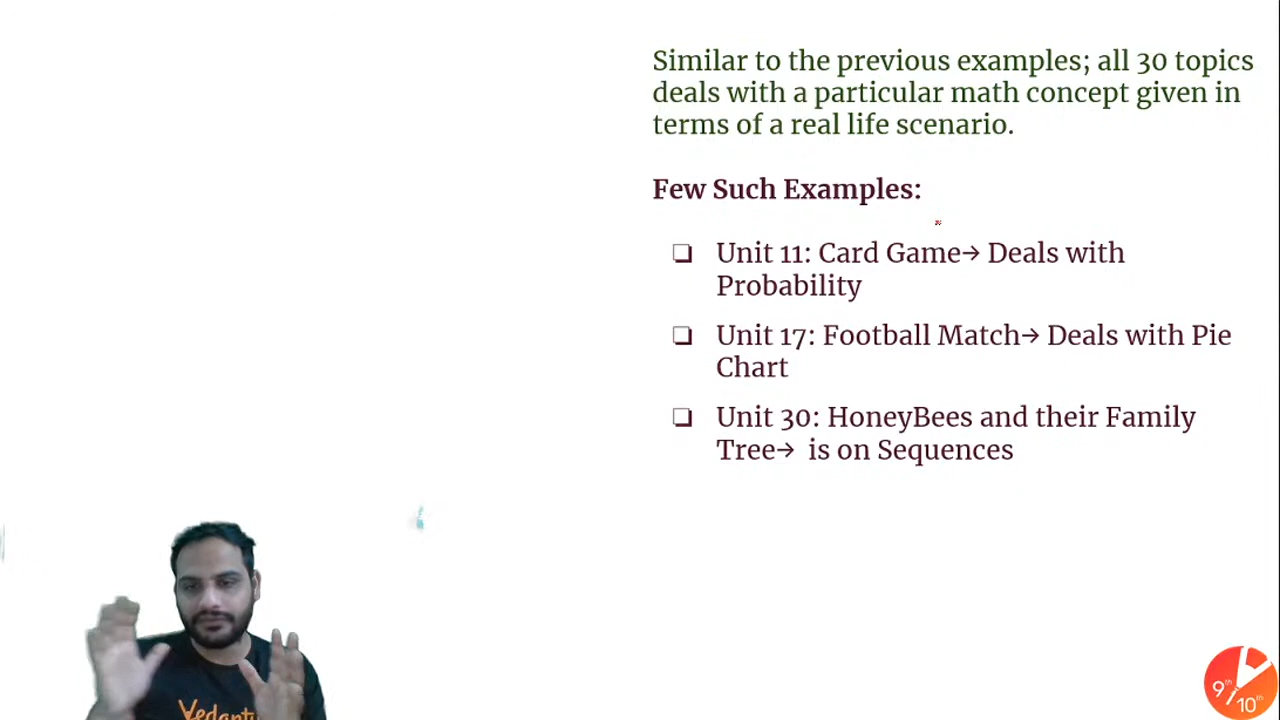 Similar to the previous examples; all 30 topics
deals with a particular math concept given in
terms of a real life scenario.
Few Such Examples:
❏ Unit 11: Card Game→ Deals with
Probability
❏ Unit 17: Football Match→ Deals with Pie
Chart
❏ Unit 30: HoneyBees and their Family
Tree→ is on Sequences
Vedantu
9th
10th